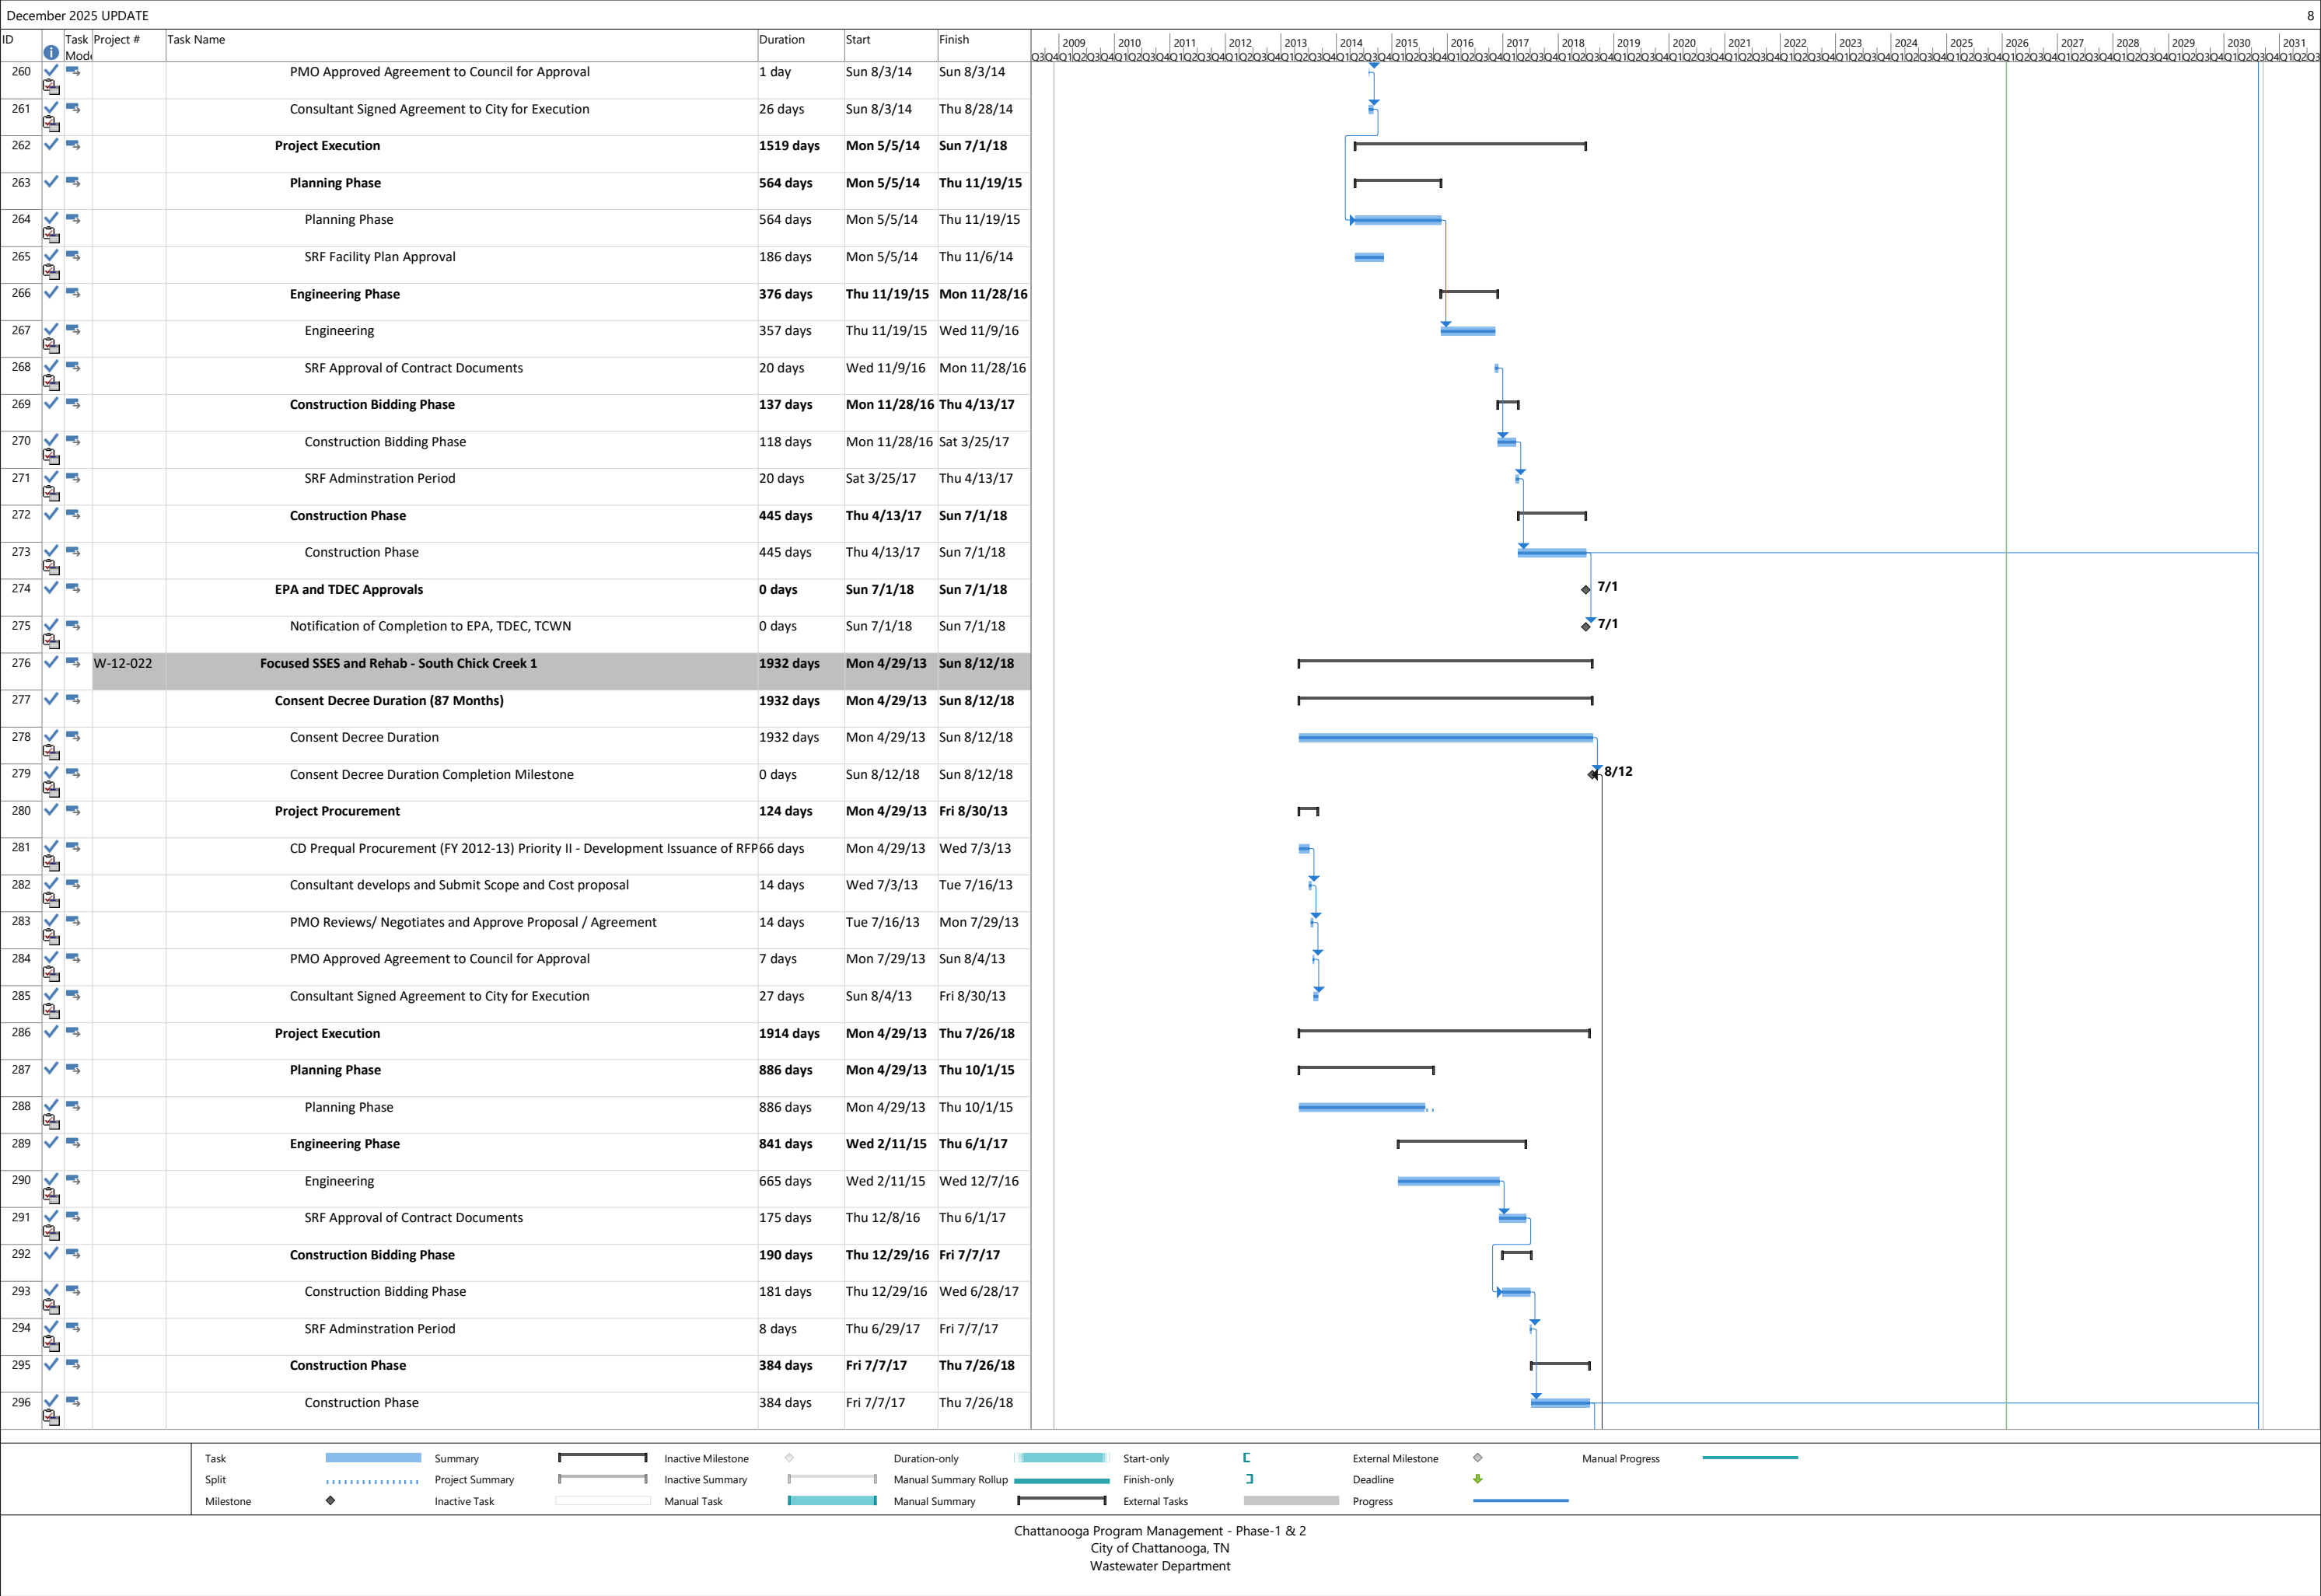 December 2025 UPDATE 8
ID Task Mode Project # Task Name Duration Start Finish
2009 2010 2011 2012 2013 2014 2015 2016 2017 2018 2019 2020 2021 2022 2023 2024 2025 2026 2027 2028 2029 2030 2031
260 PMO Approved Agreement to Council for Approval 1 day Sun 8/3/14 Sun 8/3/14
261 Consultant Signed Agreement to City for Execution 26 days Sun 8/3/14 Thu 8/28/14
262 Project Execution 1519 days Mon 5/5/14 Sun 7/1/18
263 Planning Phase 564 days Mon 5/5/14 Thu 11/19/15
264 Planning Phase 564 days Mon 5/5/14 Thu 11/19/15
265 SRF Facility Plan Approval 186 days Mon 5/5/14 Thu 11/6/14
266 Engineering Phase 376 days Thu 11/19/15 Mon 11/28/16
267 Engineering 357 days Thu 11/19/15 Wed 11/9/16
268 SRF Approval of Contract Documents 20 days Wed 11/9/16 Mon 11/28/16
269 Construction Bidding Phase 137 days Mon 11/28/16 Thu 4/13/17
270 Construction Bidding Phase 118 days Mon 11/28/16 Sat 3/25/17
271 SRF Adminstration Period 20 days Sat 3/25/17 Thu 4/13/17
272 Construction Phase 445 days Thu 4/13/17 Sun 7/1/18
273 Construction Phase 445 days Thu 4/13/17 Sun 7/1/18
274 EPA and TDEC Approvals 0 days Sun 7/1/18 Sun 7/1/18 7/1
275 Notification of Completion to EPA, TDEC, TCWN 0 days Sun 7/1/18 Sun 7/1/18 7/1
276 W-12-022 Focused SSES and Rehab - South Chick Creek 1 1932 days Mon 4/29/13 Sun 8/12/18
277 Consent Decree Duration (87 Months) 1932 days Mon 4/29/13 Sun 8/12/18
278 Consent Decree Duration 1932 days Mon 4/29/13 Sun 8/12/18
279 Consent Decree Duration Completion Milestone 0 days Sun 8/12/18 Sun 8/12/18 8/12
280 Project Procurement 124 days Mon 4/29/13 Fri 8/30/13
281 CD Prequal Procurement (FY 2012-13) Priority II - Development Issuance of RFP 66 days Mon 4/29/13 Wed 7/3/13
282 Consultant develops and Submit Scope and Cost proposal 14 days Wed 7/3/13 Tue 7/16/13
283 PMO Reviews/ Negotiates and Approve Proposal / Agreement 14 days Tue 7/16/13 Mon 7/29/13
284 PMO Approved Agreement to Council for Approval 7 days Mon 7/29/13 Sun 8/4/13
285 Consultant Signed Agreement to City for Execution 27 days Sun 8/4/13 Fri 8/30/13
286 Project Execution 1914 days Mon 4/29/13 Thu 7/26/18
287 Planning Phase 886 days Mon 4/29/13 Thu 10/1/15
288 Planning Phase 886 days Mon 4/29/13 Thu 10/1/15
289 Engineering Phase 841 days Wed 2/11/15 Thu 6/1/17
290 Engineering 665 days Wed 2/11/15 Wed 12/7/16
291 SRF Approval of Contract Documents 175 days Thu 12/8/16 Thu 6/1/17
292 Construction Bidding Phase 190 days Thu 12/29/16 Fri 7/7/17
293 Construction Bidding Phase 181 days Thu 12/29/16 Wed 6/28/17
294 SRF Adminstration Period 8 days Thu 6/29/17 Fri 7/7/17
295 Construction Phase 384 days Fri 7/7/17 Thu 7/26/18
296 Construction Phase 384 days Fri 7/7/17 Thu 7/26/18
Task Summary Inactive Milestone Duration-only Start-only External Milestone Manual Progress
Split Project Summary Inactive Summary Manual Summary Rollup Finish-only Deadline
Milestone Inactive Task Manual Task Manual Summary External Tasks Progress
Chattanooga Program Management - Phase-1 & 2
City of Chattanooga, TN
Wastewater Department